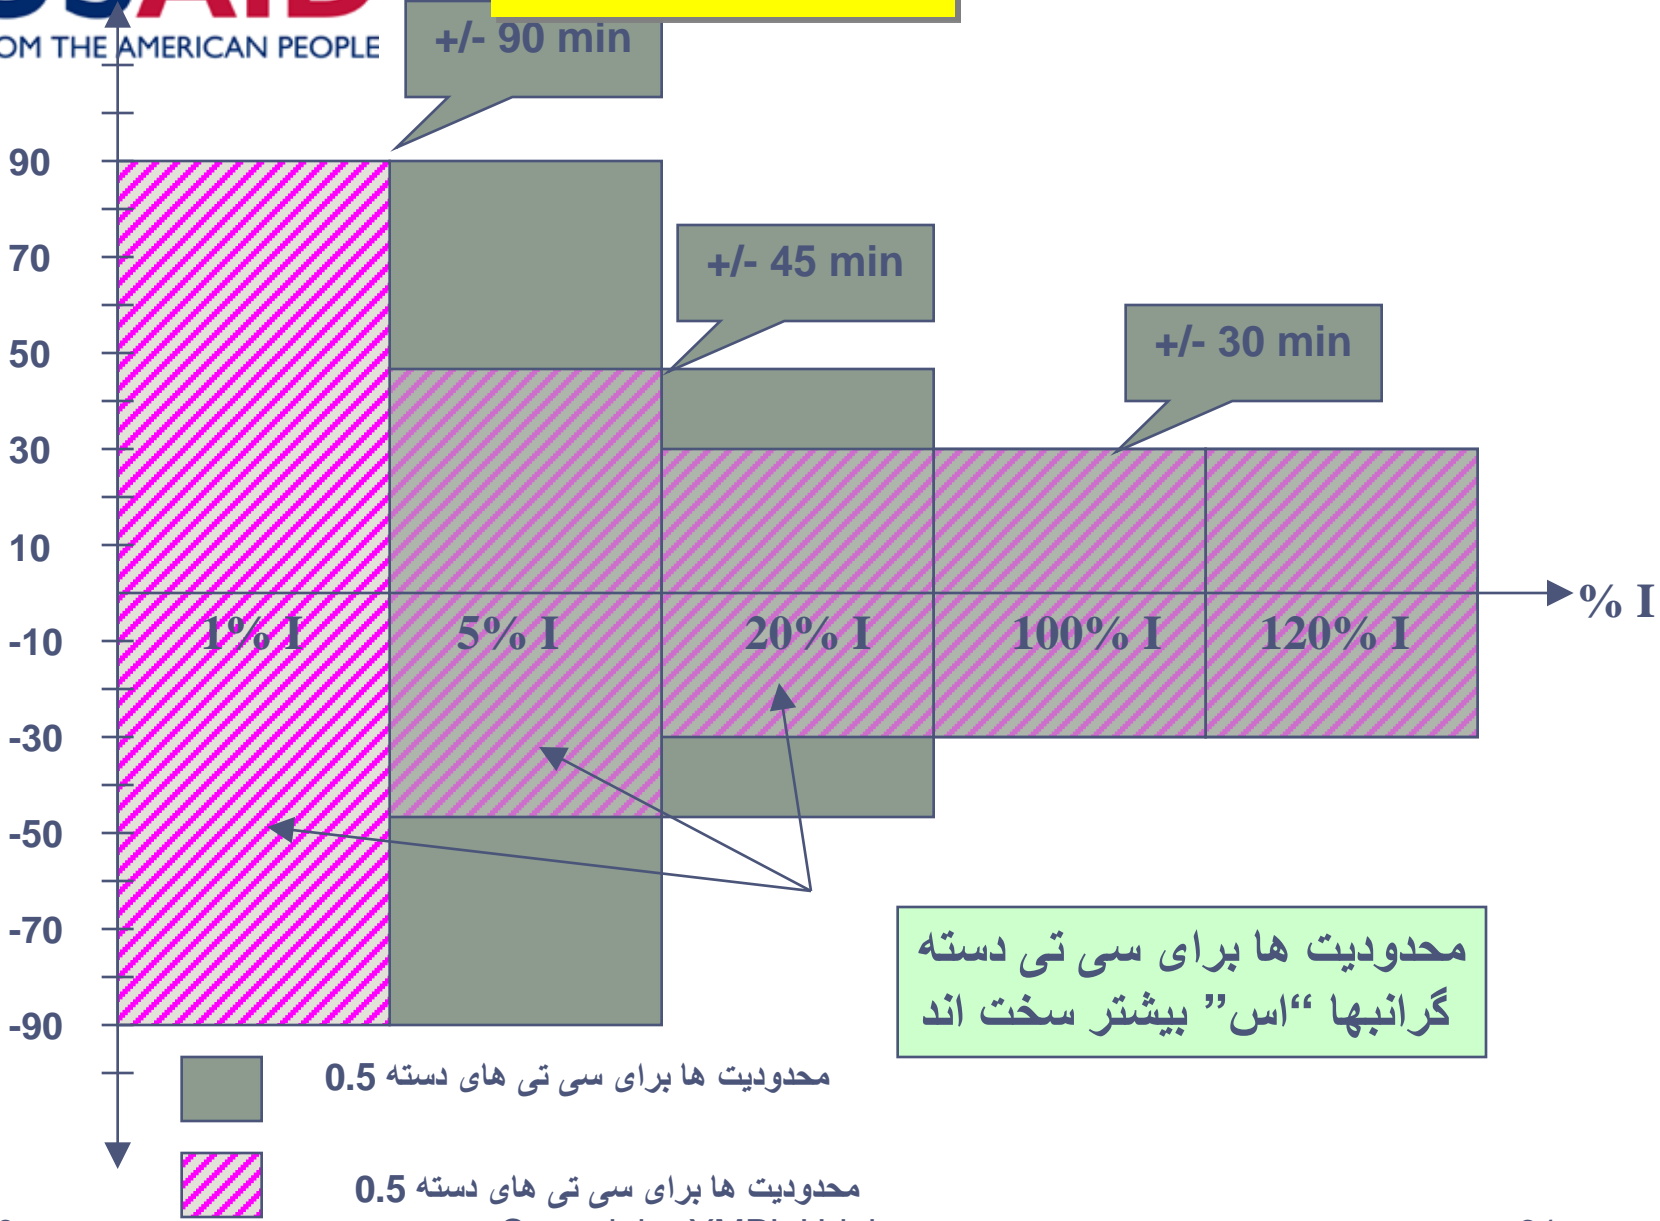 OM THE AMERICAN PEOPLE
+/- 90 min
+/- 45 min
+/- 30 min
90
70
50
30
10
-10
-30
-50
-70
-90
1% I
5% I
20% I
100% I
120% I
% I
محدودیت ها برای سی تی دسته
گرانبها “اس” بیشتر سخت اند
محدودیت ها برای سی تی های دسته 0.5
محدودیت ها برای سی تی های دسته 0.5